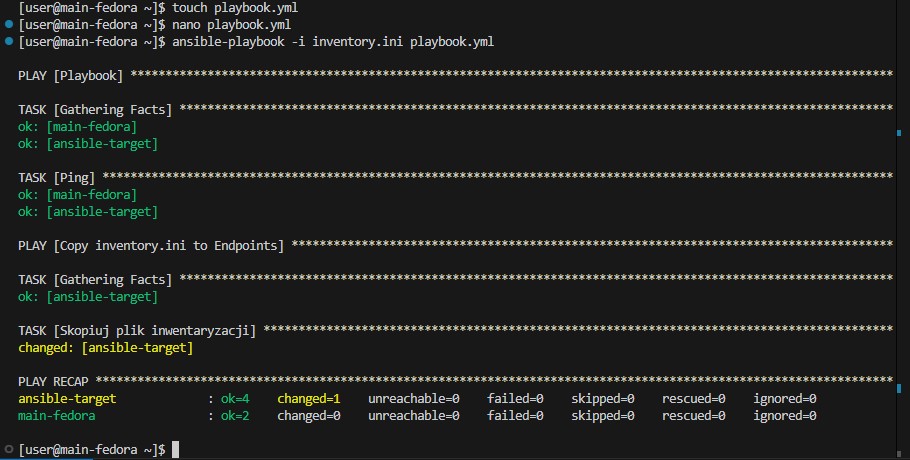 [user@main-fedora ~]$ touch playbook.yml
[user@main-fedora ~]$ nano playbook.yml
[user@main-fedora ~]$ ansible-playbook -i inventory.ini playbook.yml
PLAY [Playbook] *************************************************************************************************************
TASK [Gathering Facts] ******************************************************************************************************
ok: [main-fedora]
ok: [ansible-target]
TASK [Ping] *****************************************************************************************************************
ok: [main-fedora]
ok: [ansible-target]
PLAY [Copy inventory.ini to Endpoints] **************************************************************************************
TASK [Gathering Facts] ******************************************************************************************************
ok: [ansible-target]
TASK [Skopiuj plik inwentaryzacji] ******************************************************************************************
changed: [ansible-target]
PLAY RECAP ******************************************************************************************************************
ansible-target             : ok=4    changed=1    unreachable=0    failed=0    skipped=0    rescued=0    ignored=0
main-fedora                : ok=2    changed=0    unreachable=0    failed=0    skipped=0    rescued=0    ignored=0
[user@main-fedora ~]$